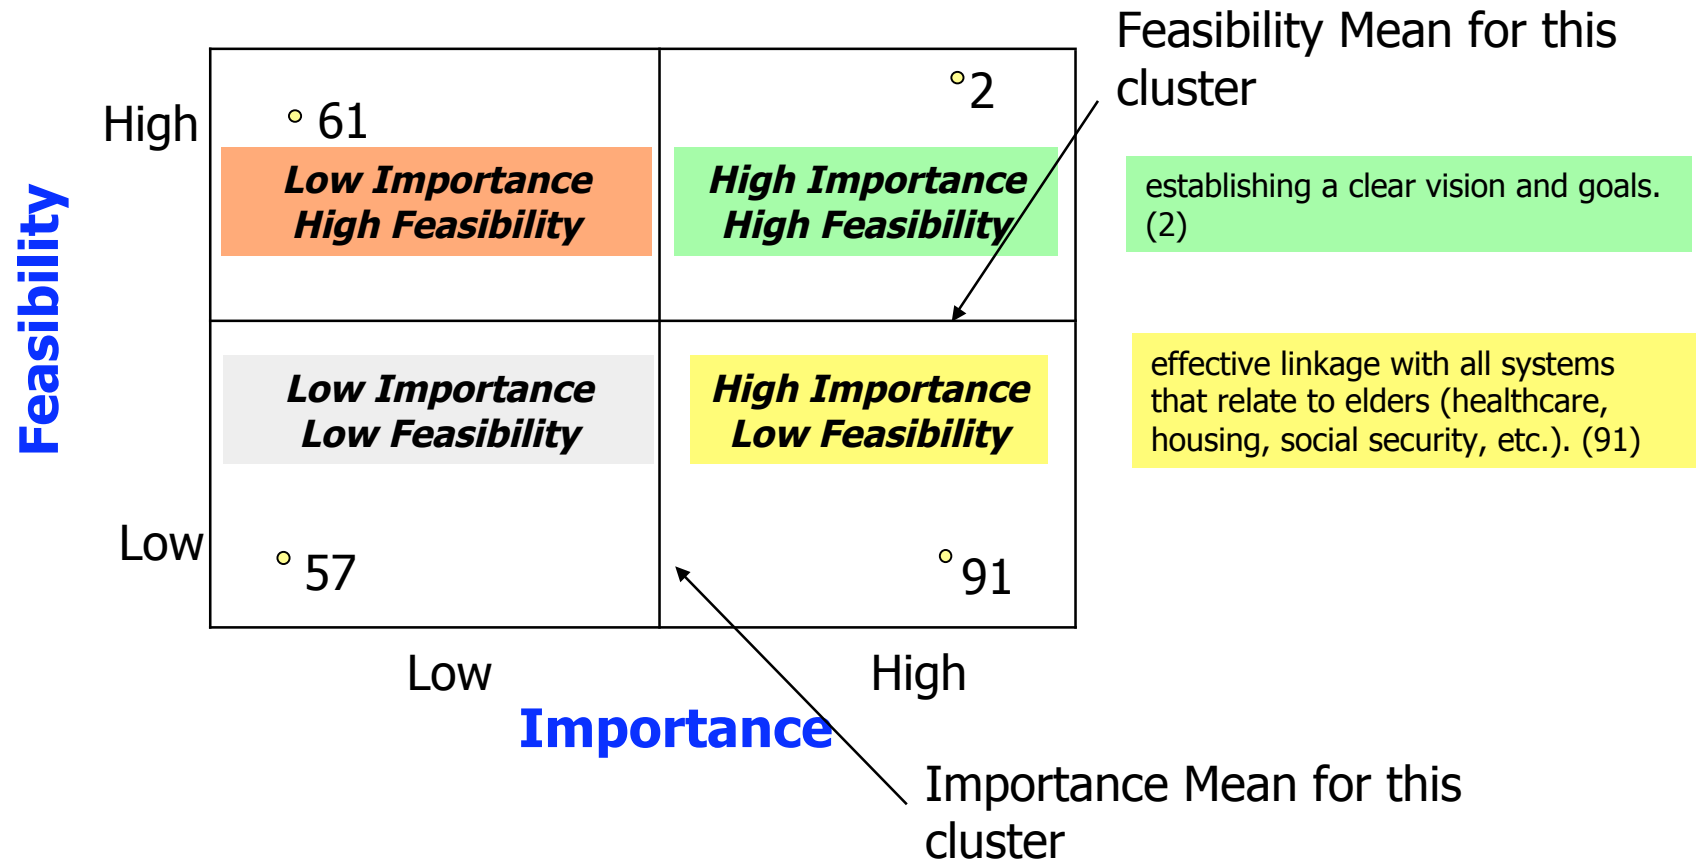 Feasibility Mean for this
cluster
High
61
2
Low Importance
High Feasibility
High Importance
High Feasibility
establishing a clear vision and goals.
(2)
Feasibility
Low Importance
Low Feasibility
High Importance
Low Feasibility
effective linkage with all systems
that relate to elders (healthcare,
housing, social security, etc.). (91)
Low
57
91
Low
High
Importance
Importance Mean for this
cluster